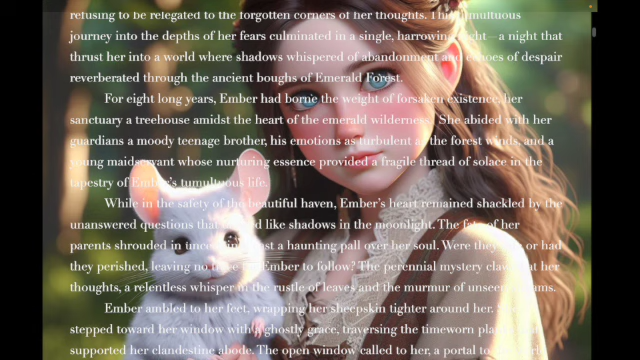 refusing to be relegated to the forgotten corners of her thoughts. This tumultuous
journey into the depths of her fears culminated in a single, harrowing night—a night that
thrust her into a world where shadows whispered of abandonment and echoes of despair
reverberated through the ancient boughs of Emerald Forest.
For eight long years, Ember had borne the weight of forsaken existence, her
sanctuary a treehouse amidst the heart of the emerald wilderness. She abided with her
guardians a moody teenage brother, his emotions as turbulent as the forest winds, and a
young maidservant whose nurturing essence provided a fragile thread of solace in the
tapestry of Ember's tumultuous life.
While in the safety of the beautiful haven, Ember's heart remained shackled by the
unanswered questions that like shadows in the moonlight. The fate of her
parents shrouded in cast a haunting pall over her soul. Were they or had
they perished, leaving no Ember to follow? The perennial mystery at her
thoughts, a relentless whisper in the rustle of leaves and the murmur of unseen
Ember ambled to her feet, wrapping her sheepskin tighter around her. She
stepped toward her window with ghostly grace, traversing the timeworn
supported her clandestine abode. The open window called to her, a portal to